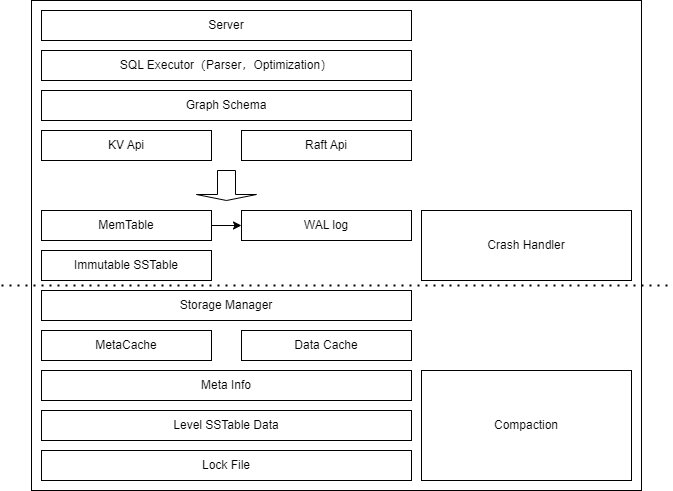 Server
SQL Executor（Parser，Optimization）
Graph Schema
KV Api
Raft Api
MemTable
WAL log
Crash Handler
Immutable SSTable
Storage Manager
MetaCache
Data Cache
Meta Info
Level SSTable Data
Compaction
Lock File